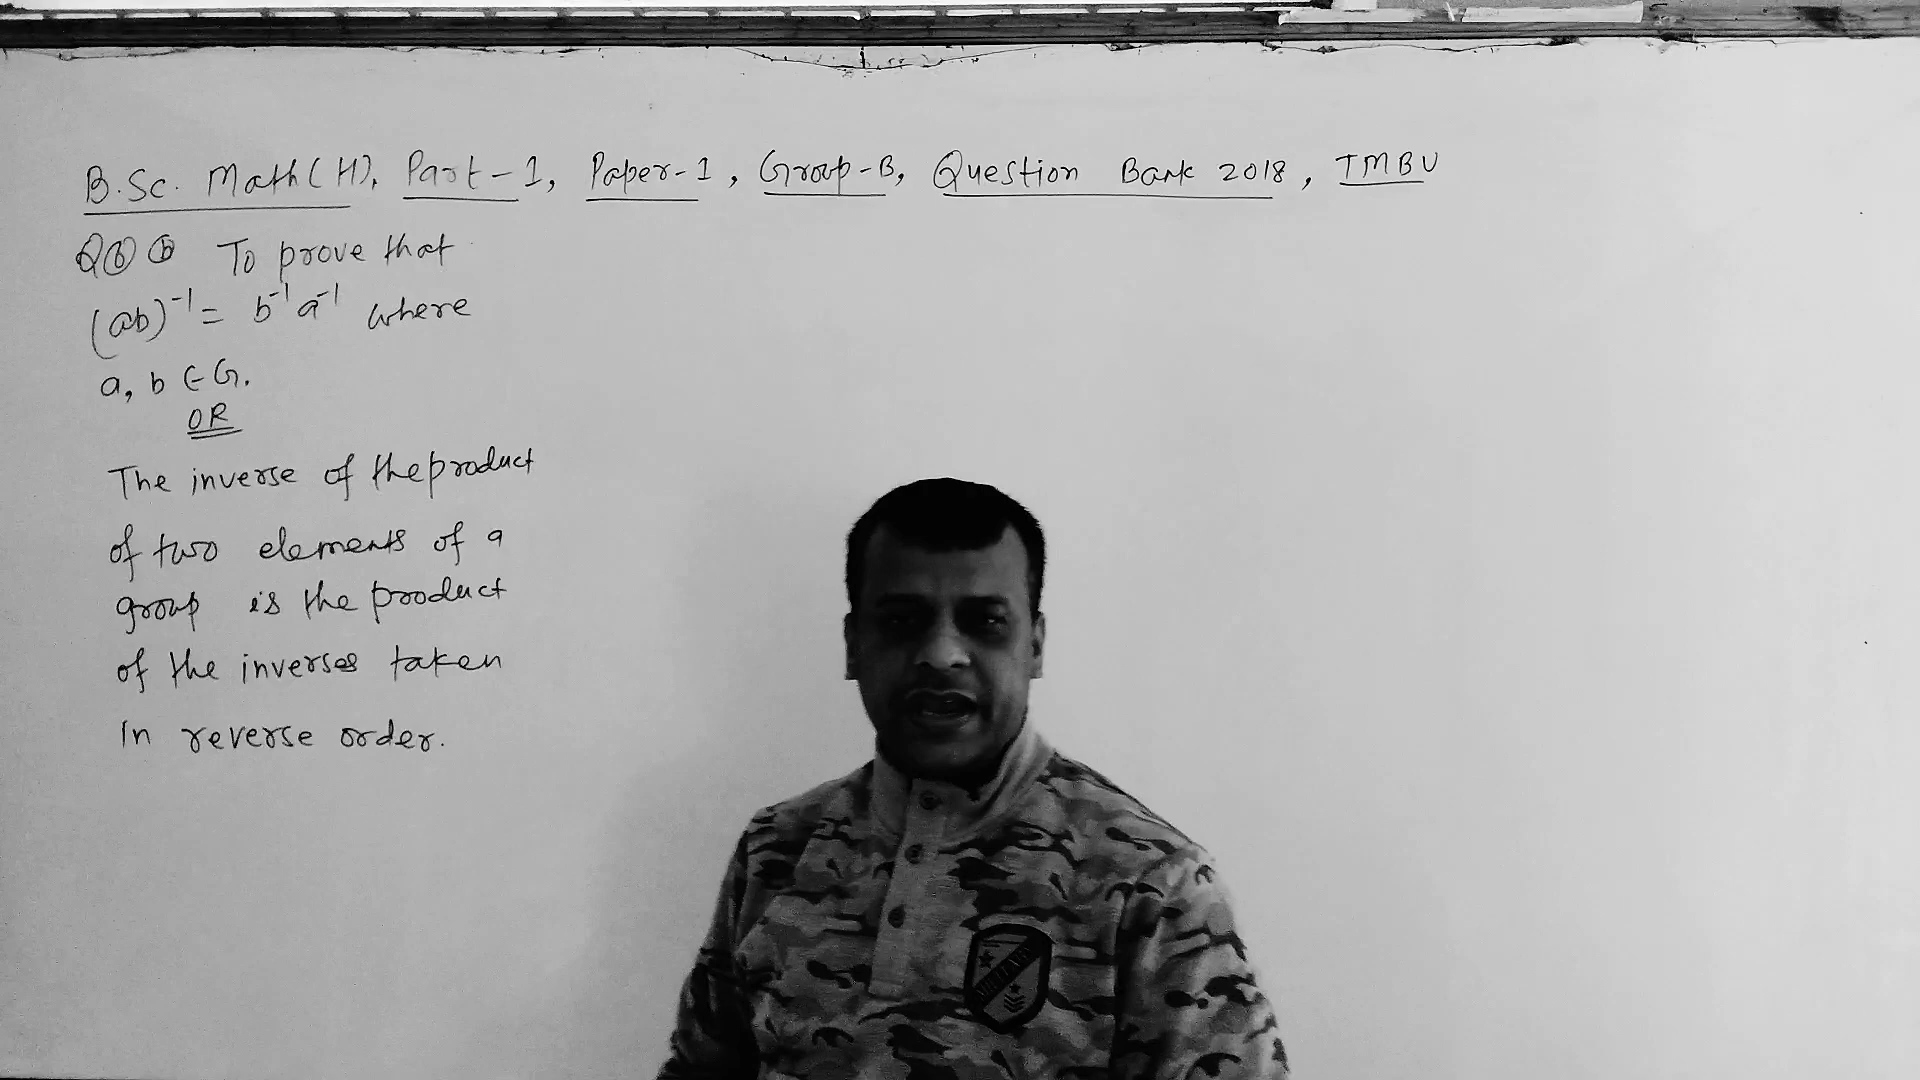 B.Sc. Math(H), Part-1, Paper-1, Group-B, Question Bank 2018, TMBU
To prove that
(ab)⁻¹ = b⁻¹a⁻¹ where
a, b ∈ G.
OR
The inverse of the product
of two elements of a
group is the product
of the inverses taken
in reverse order.